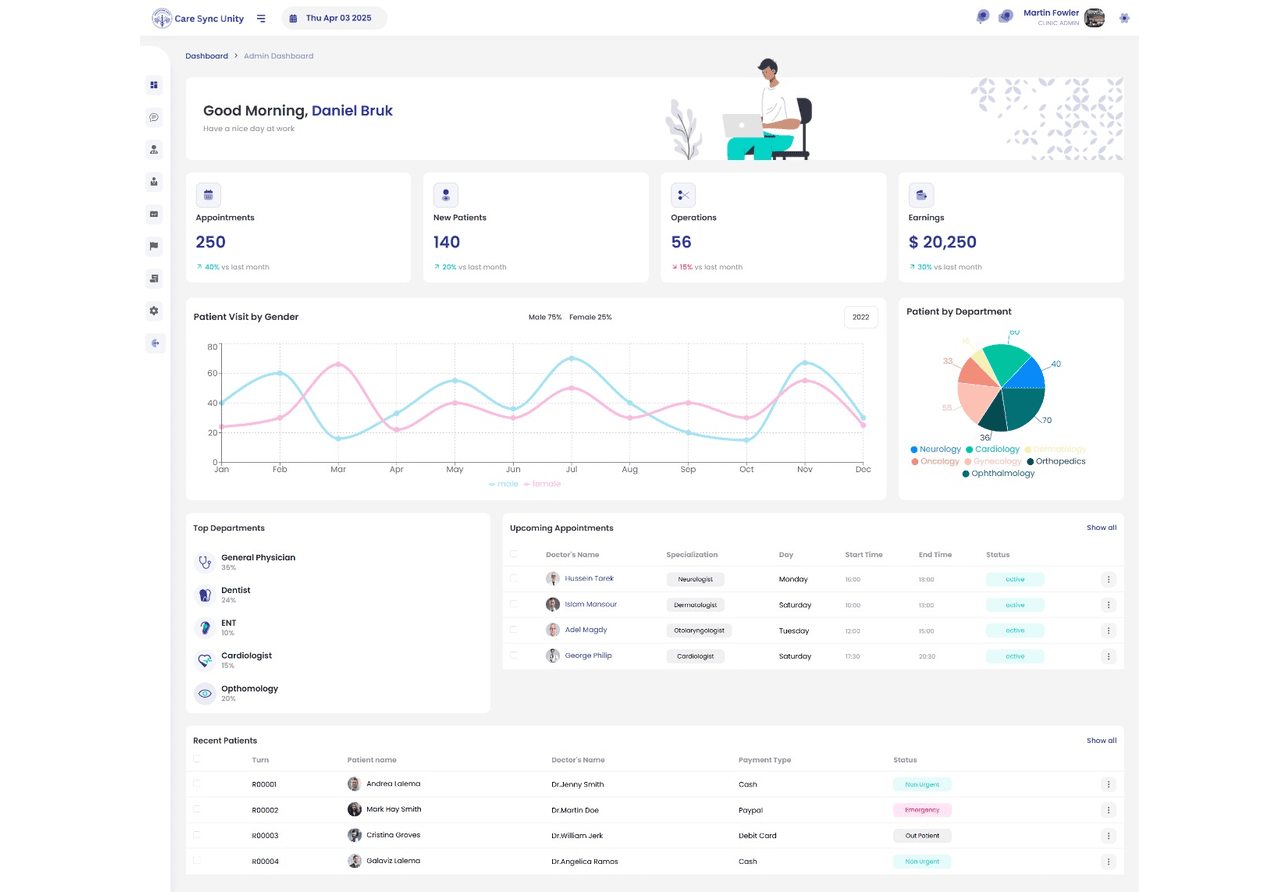 Care Sync Unity
Thu Apr 03 2025
Martin Fowler
CLINIC ADMIN
Dashboard > Admin Dashboard
Good Morning, Daniel Bruk
Have a nice day at work
Appointments
250
40% vs last month
New Patients
140
20% vs last month
Operations
56
15% vs last month
Earnings
$ 20,250
30% vs last month
Patient Visit by Gender
Male 75% Female 25%
2022
80
60
40
20
0
Jan Feb Mar Apr May Jun Jul Aug Sep Oct Nov Dec
male female
Patient by Department
60
40
33
55
36
70
Neurology Cardiology Dermatology
Oncology Gynecology Orthopedics
Ophthalmology
Top Departments
General Physician
35%
Dentist
24%
ENT
10%
Cardiologist
15%
Opthomology
20%
Upcoming Appointments
Show all
Doctor's Name Specialization Day Start Time End Time Status
Hussein Tarek Neurologist Monday 16:00 18:00 active
Islam Mansour Dermatologist Saturday 10:00 13:00 active
Adel Magdy Otolaryngologist Tuesday 12:00 15:00 active
George Philip Cardiologist Saturday 17:30 20:30 active
Recent Patients
Show all
Turn Patient name Doctor's Name Payment Type Status
R00001 Andrea Lalema Dr.Jenny Smith Cash Non Urgent
R00002 Mark Hay Smith Dr.Martin Doe Paypal Emergency
R00003 Cristina Groves Dr.William Jerk Debit Card Out Patient
R00004 Galaviz Lalema Dr.Angelica Ramos Cash Non Urgent